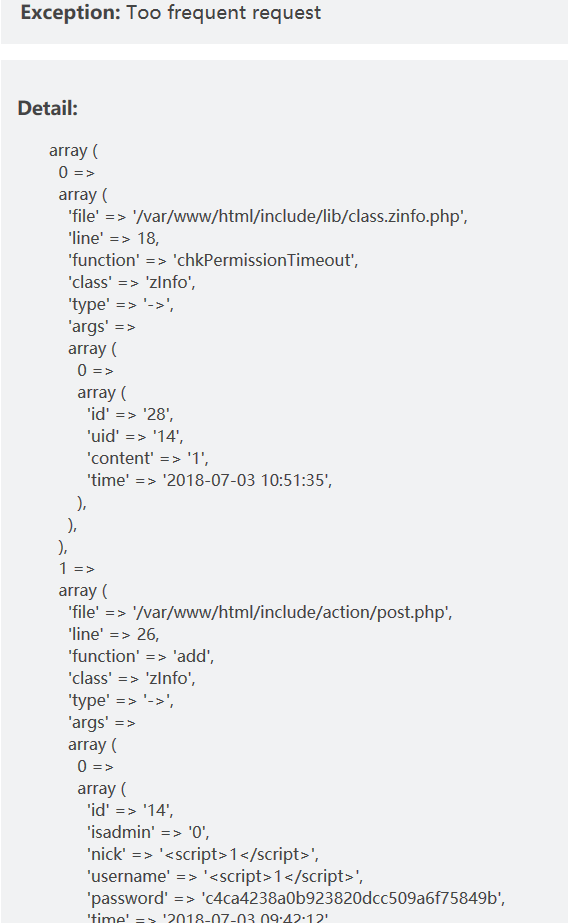 Exception: Too frequent request
Detail:
array (
0 =>
array (
'file' => '/var/www/html/include/lib/class.zinfo.php',
'line' => 18,
'function' => 'chkPermissionTimeout',
'class' => 'zInfo',
'type' => '->',
'args' =>
array (
0 =>
array (
'id' => '28',
'uid' => '14',
'content' => '1',
'time' => '2018-07-03 10:51:35',
),
),
),
1 =>
array (
'file' => '/var/www/html/include/action/post.php',
'line' => 26,
'function' => 'add',
'class' => 'zInfo',
'type' => '->',
'args' =>
array (
0 =>
array (
'id' => '14',
'isadmin' => '0',
'nick' => '<script>1</script>',
'username' => '<script>1</script>',
'password' => 'c4ca4238a0b923820dcc509a6f75849b',
'time' => '2018-07-03 09:42:12'